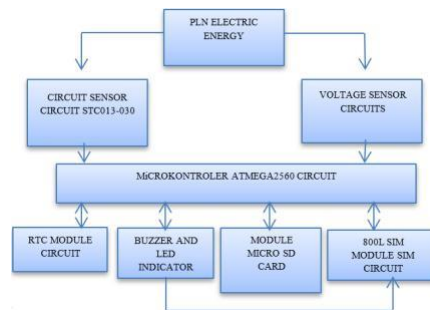 PLN ELECTRIC
ENERGY
CIRCUIT SENSOR
CIRCUIT STC013-030
VOLTAGE SENSOR
CIRCUITS
MiCROKONTROLER ATMEGA2560 CIRCUIT
RTC MODULE
CIRCUIT
BUZZER AND
LED
INDICATOR
MODULE
MICRO SD
CARD
800L SIM
MODULE SIM
CIRCUIT